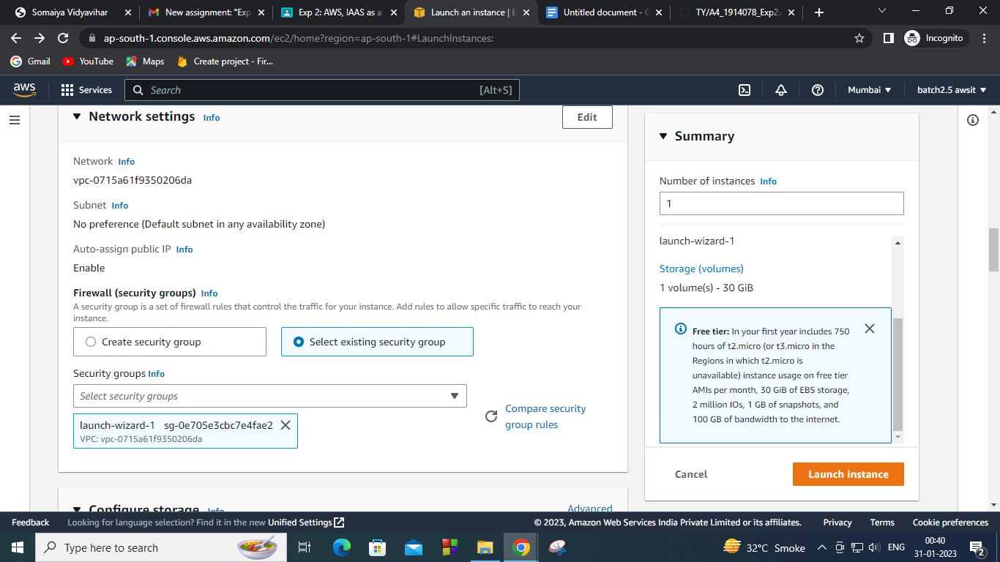 Somaiya Vidyavihar
New assignment: "Exp
Exp 2: AWS, IAAS as a
Launch an instance | E
Untitled document - G
TY/A4_1914078_Exp2.
ap-south-1.console.aws.amazon.com/ec2/home?region=ap-south-1#LaunchInstances:
Incognito
Gmail
YouTube
Maps
Create project - Fir...
aws
Services
Search
[Alt+S]
Mumbai
batch2.5 awsit
Network settings Info
Edit
Network Info
vpc-0715a61f9350206da
Subnet Info
No preference (Default subnet in any availability zone)
Auto-assign public IP Info
Enable
Firewall (security groups) Info
A security group is a set of firewall rules that control the traffic for your instance. Add rules to allow specific traffic to reach your
instance.
Create security group
Select existing security group
Security groups Info
Select security groups
Compare security
group rules
launch-wizard-1 sg-0e705e3cbc7e4fae2
VPC: vpc-0715a61f9350206da
Configure storage Info
Advanced
Summary
Number of instances Info
1
launch-wizard-1
Storage (volumes)
1 volume(s) - 30 GiB
Free tier: In your first year includes 750
hours of t2.micro (or t3.micro in the
Regions in which t2.micro is
unavailable) instance usage on free tier
AMIs per month, 30 GiB of EBS storage,
2 million IOs, 1 GB of snapshots, and
100 GB of bandwidth to the internet.
Cancel
Launch instance
Feedback
Looking for language selection? Find it in the new Unified Settings
© 2023, Amazon Web Services India Private Limited or its affiliates.
Privacy
Terms
Cookie preferences
Type here to search
32°C Smoke
ENG
00:40
31-01-2023
2